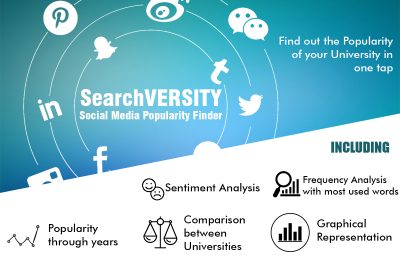 Find out the Popularity
of your University in
one tap
SearchVERSITY
Social Media Popularity Finder
INCLUDING
Sentiment Analysis
Frequency Analysis
with most used words
Popularity
through years
Comparison
between
Universities
Graphical
Representation